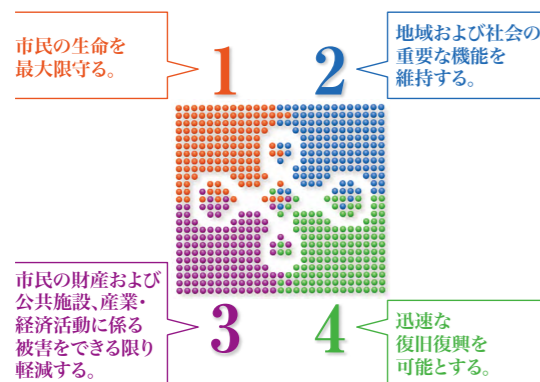 市民の生命を
最大限守る。
1
2
地域および社会の
重要な機能を
維持する。
市民の財産および
公共施設、産業・
経済活動に係る
被害をできる限り
軽減する。
3
4
迅速な
復旧復興を
可能とする。